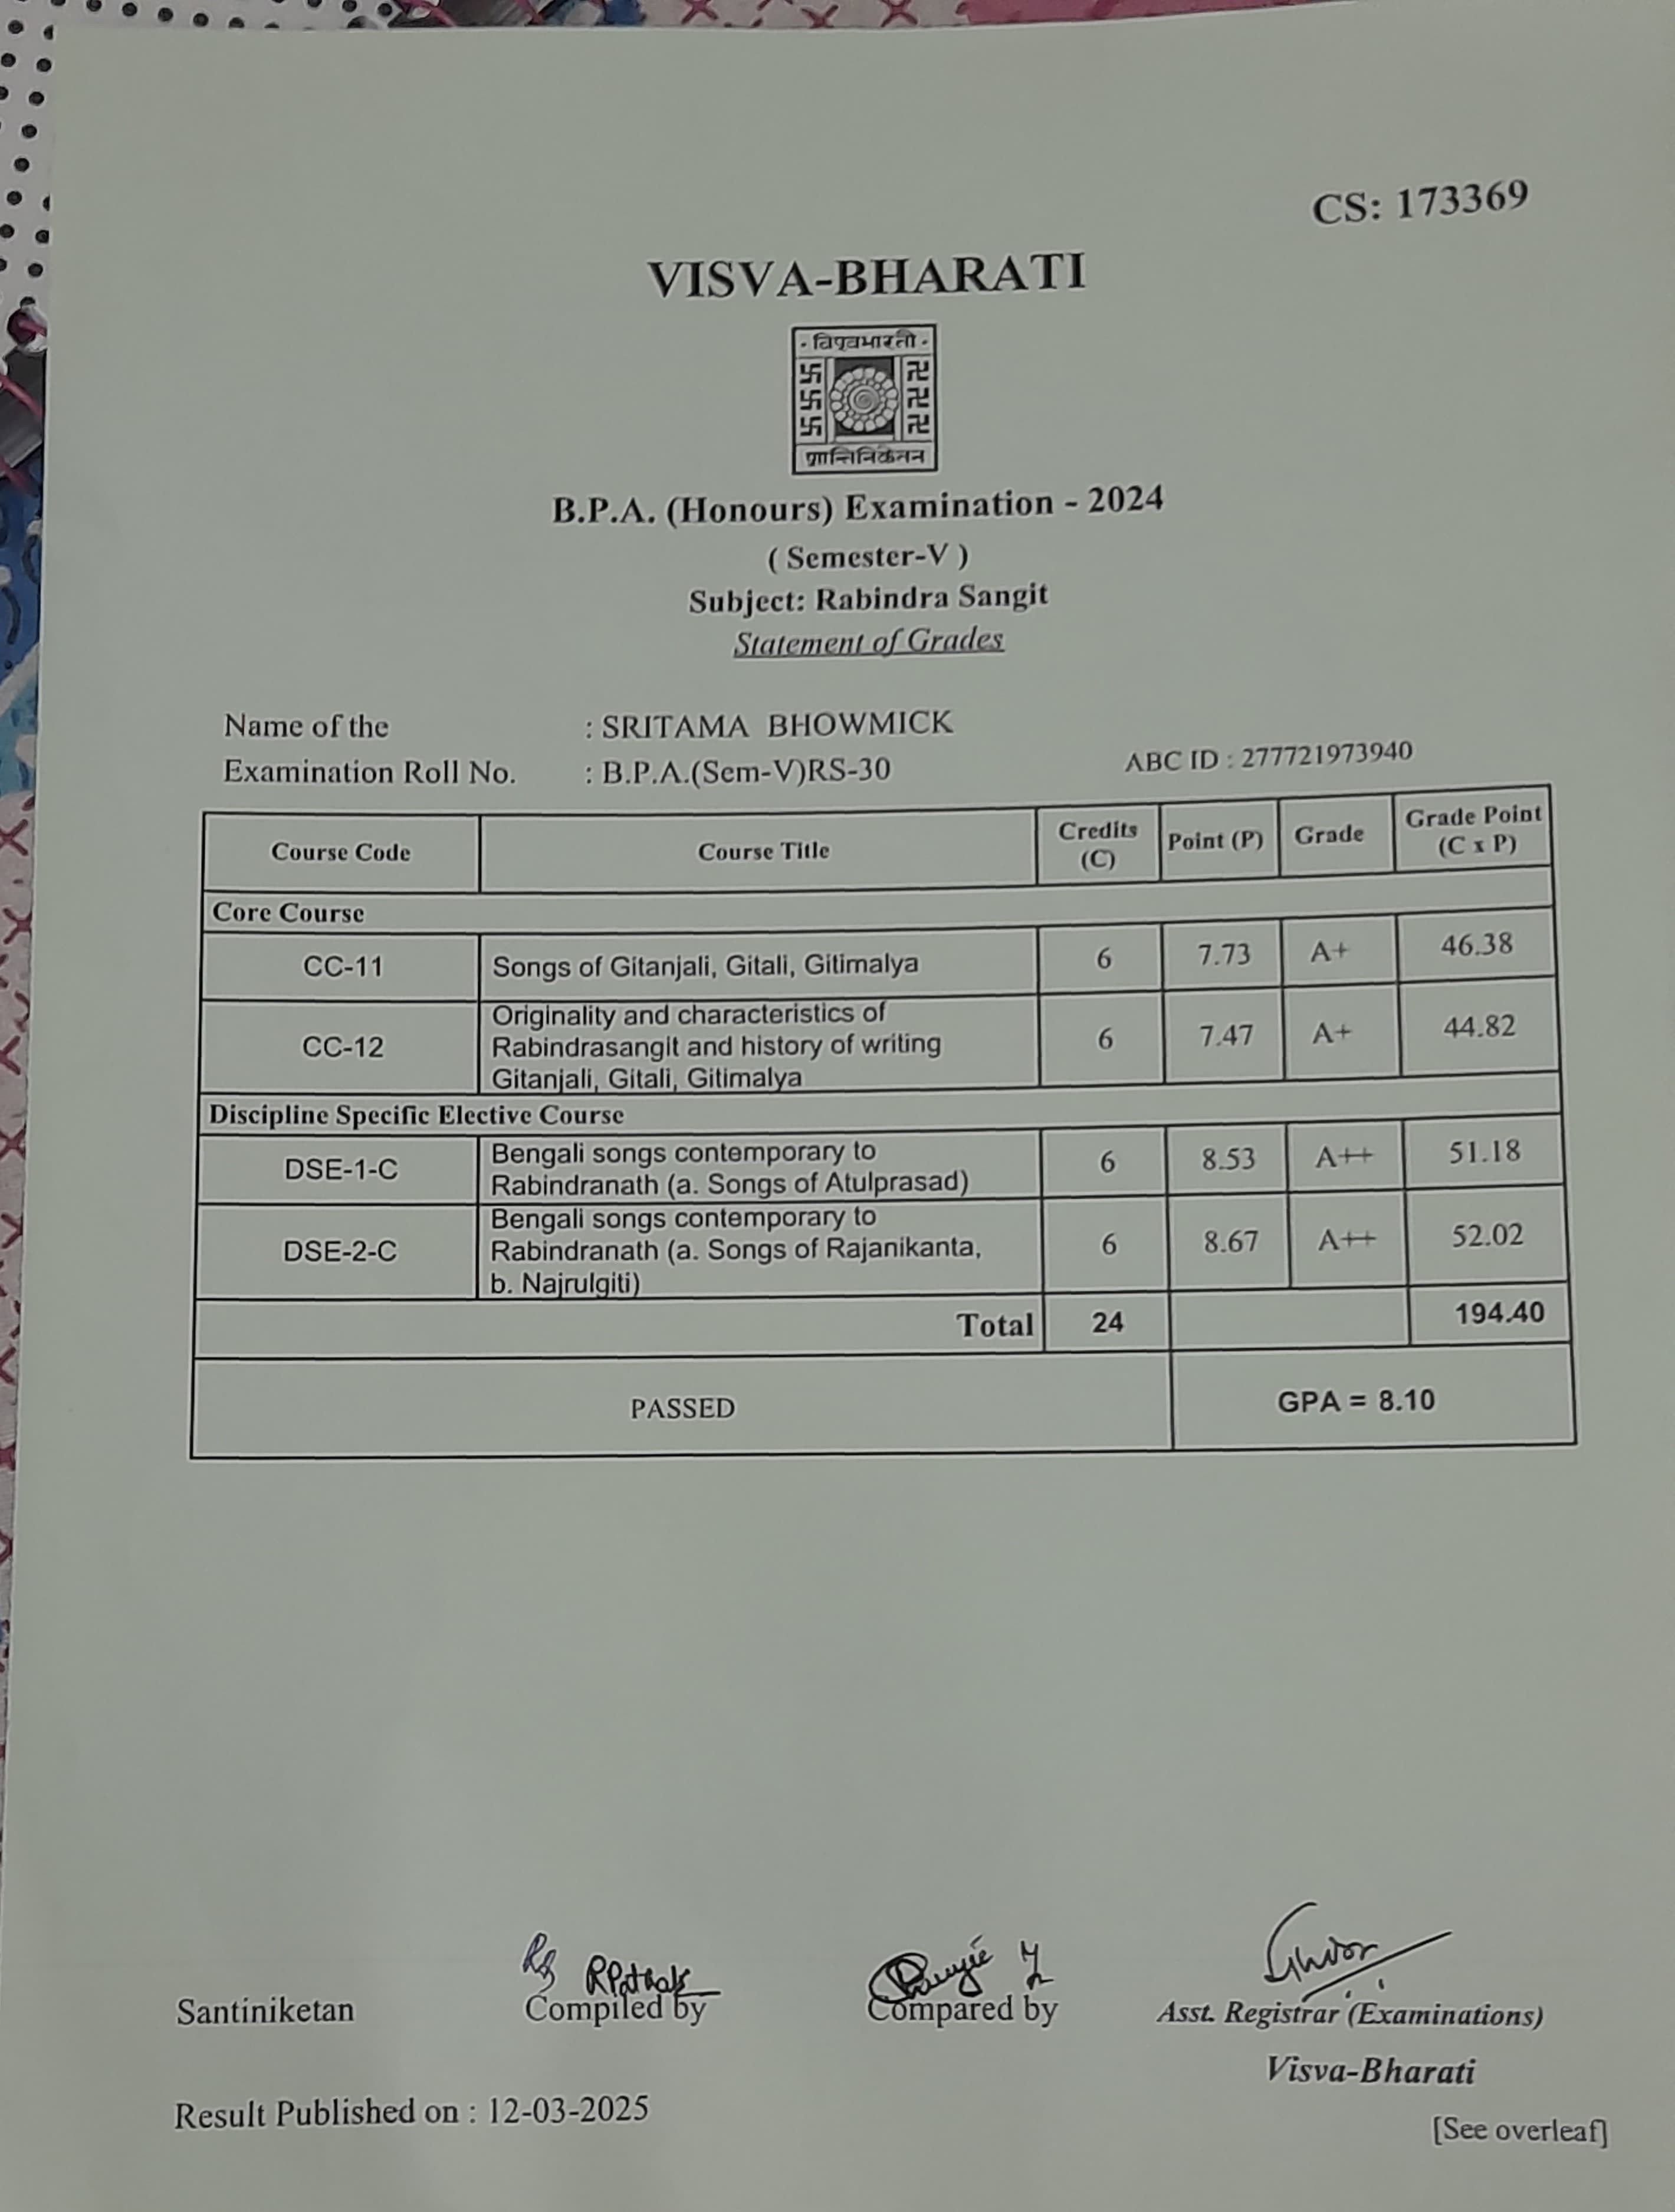 CS: 173369
VISVA-BHARATI
विश्वभारती
शान्तिनिकेतन
B.P.A. (Honours) Examination - 2024
( Semester-V )
Subject: Rabindra Sangit
Statement of Grades
Name of the : SRITAMA BHOWMICK
Examination Roll No. : B.P.A.(Sem-V)RS-30 ABC ID : 277721973940
Course Code Course Title Credits (C) Point (P) Grade Grade Point (C x P)
Core Course
CC-11 Songs of Gitanjali, Gitali, Gitimalya 6 7.73 A+ 46.38
CC-12 Originality and characteristics of
Rabindrasangit and history of writing 6 7.47 A+ 44.82
Gitanjali, Gitali, Gitimalya
Discipline Specific Elective Course
DSE-1-C Bengali songs contemporary to
Rabindranath (a. Songs of Atulprasad) 6 8.53 A++ 51.18
DSE-2-C Bengali songs contemporary to
Rabindranath (a. Songs of Rajanikanta, 6 8.67 A++ 52.02
b. Najrulgiti)
Total 24 194.40
PASSED GPA = 8.10
RPathak
Santiniketan Compiled by Compared by Asst. Registrar (Examinations)
Visva-Bharati
Result Published on : 12-03-2025
[See overleaf]